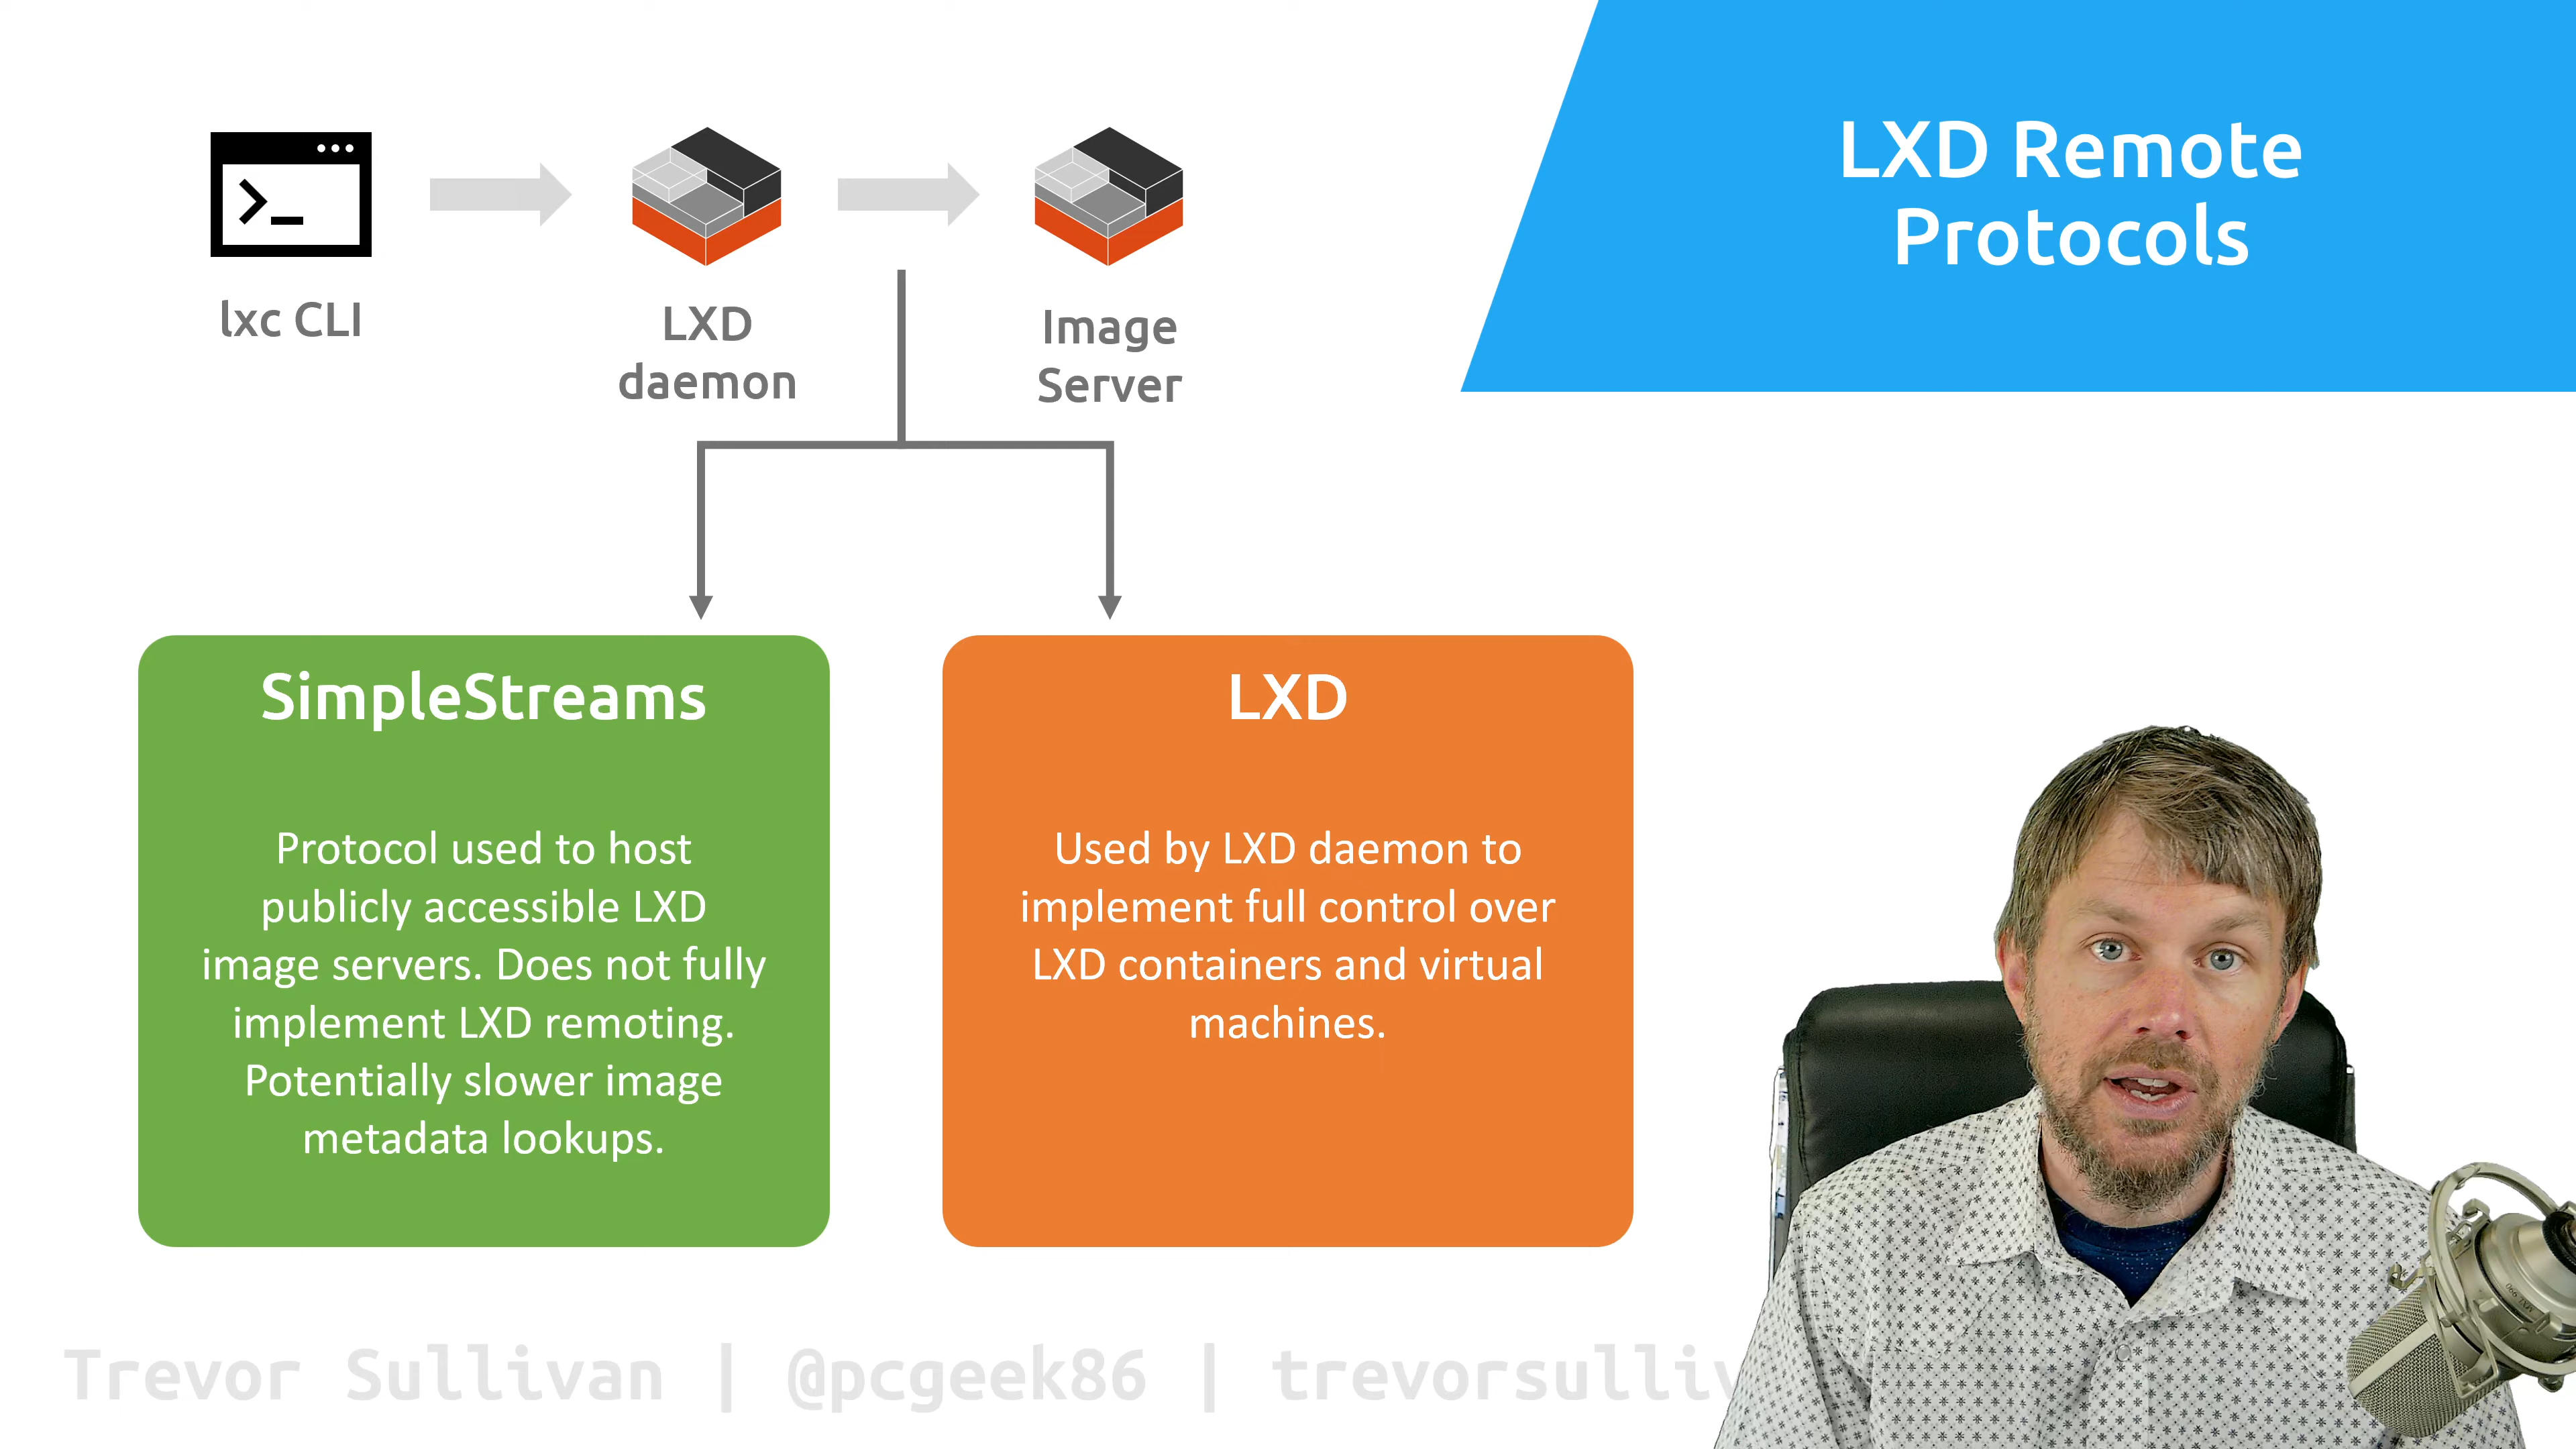 LXD Remote
Protocols
>_
lxc CLI
LXD
daemon
Image
Server
SimpleStreams
Protocol used to host
publicly accessible LXD
image servers. Does not fully
implement LXD remoting.
Potentially slower image
metadata lookups.
LXD
Used by LXD daemon to
implement full control over
LXD containers and virtual
machines.
Trevor Sullivan | @pcgeek86 | trevorsulliv